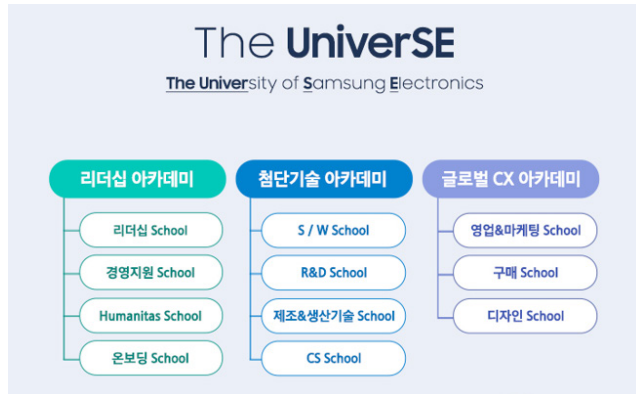 The UniverSE
The University of Samsung Electronics
리더십 아카데미
리더십 School
경영지원 School
Humanitas School
온보딩 School
첨단기술 아카데미
S / W School
R&D School
제조&생산기술 School
CS School
글로벌 CX 아카데미
영업&마케팅 School
구매 School
디자인 School